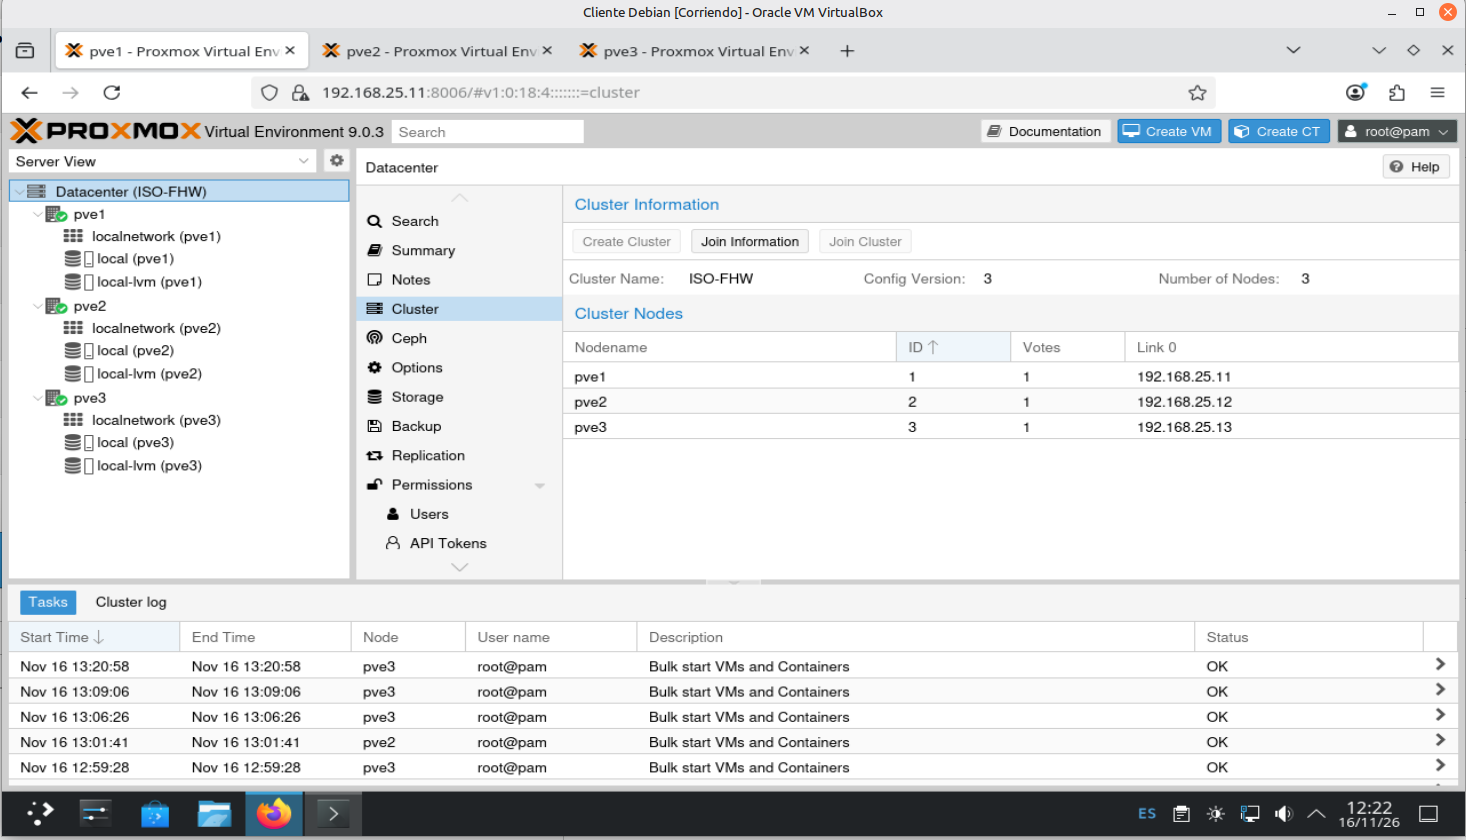 Cliente Debian [Corriendo] - Oracle VM VirtualBox
pve1 - Proxmox Virtual Env
pve2 - Proxmox Virtual Env
pve3 - Proxmox Virtual Env
192.168.25.11:8006/#v1:0:18:4:::::::=cluster
PROXMOX Virtual Environment 9.0.3 Search Documentation Create VM Create CT root@pam
Server View
Datacenter
Help
Datacenter (ISO-FHW)
pve1
localnetwork (pve1)
local (pve1)
local-lvm (pve1)
pve2
localnetwork (pve2)
local (pve2)
local-lvm (pve2)
pve3
localnetwork (pve3)
local (pve3)
local-lvm (pve3)
Search
Summary
Notes
Cluster
Ceph
Options
Storage
Backup
Replication
Permissions
Users
API Tokens
Cluster Information
Create Cluster Join Information Join Cluster
Cluster Name: ISO-FHW Config Version: 3 Number of Nodes: 3
Cluster Nodes
Nodename ID Votes Link 0
pve1 1 1 192.168.25.11
pve2 2 1 192.168.25.12
pve3 3 1 192.168.25.13
Tasks Cluster log
Start Time End Time Node User name Description Status
Nov 16 13:20:58 Nov 16 13:20:58 pve3 root@pam Bulk start VMs and Containers OK
Nov 16 13:09:06 Nov 16 13:09:06 pve3 root@pam Bulk start VMs and Containers OK
Nov 16 13:06:26 Nov 16 13:06:26 pve3 root@pam Bulk start VMs and Containers OK
Nov 16 13:01:41 Nov 16 13:01:41 pve2 root@pam Bulk start VMs and Containers OK
Nov 16 12:59:28 Nov 16 12:59:28 pve3 root@pam Bulk start VMs and Containers OK
ES
12:22
16/11/26